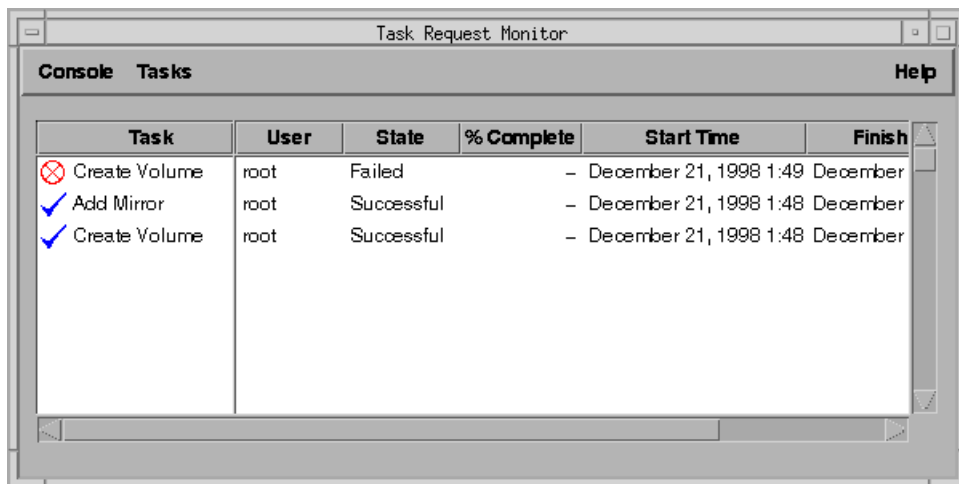 Task Request Monitor
Console Tasks Help
Task User State % Complete Start Time Finish
Create Volume root Failed – December 21, 1998 1:49 December
Add Mirror root Successful – December 21, 1998 1:48 December
Create Volume root Successful – December 21, 1998 1:48 December